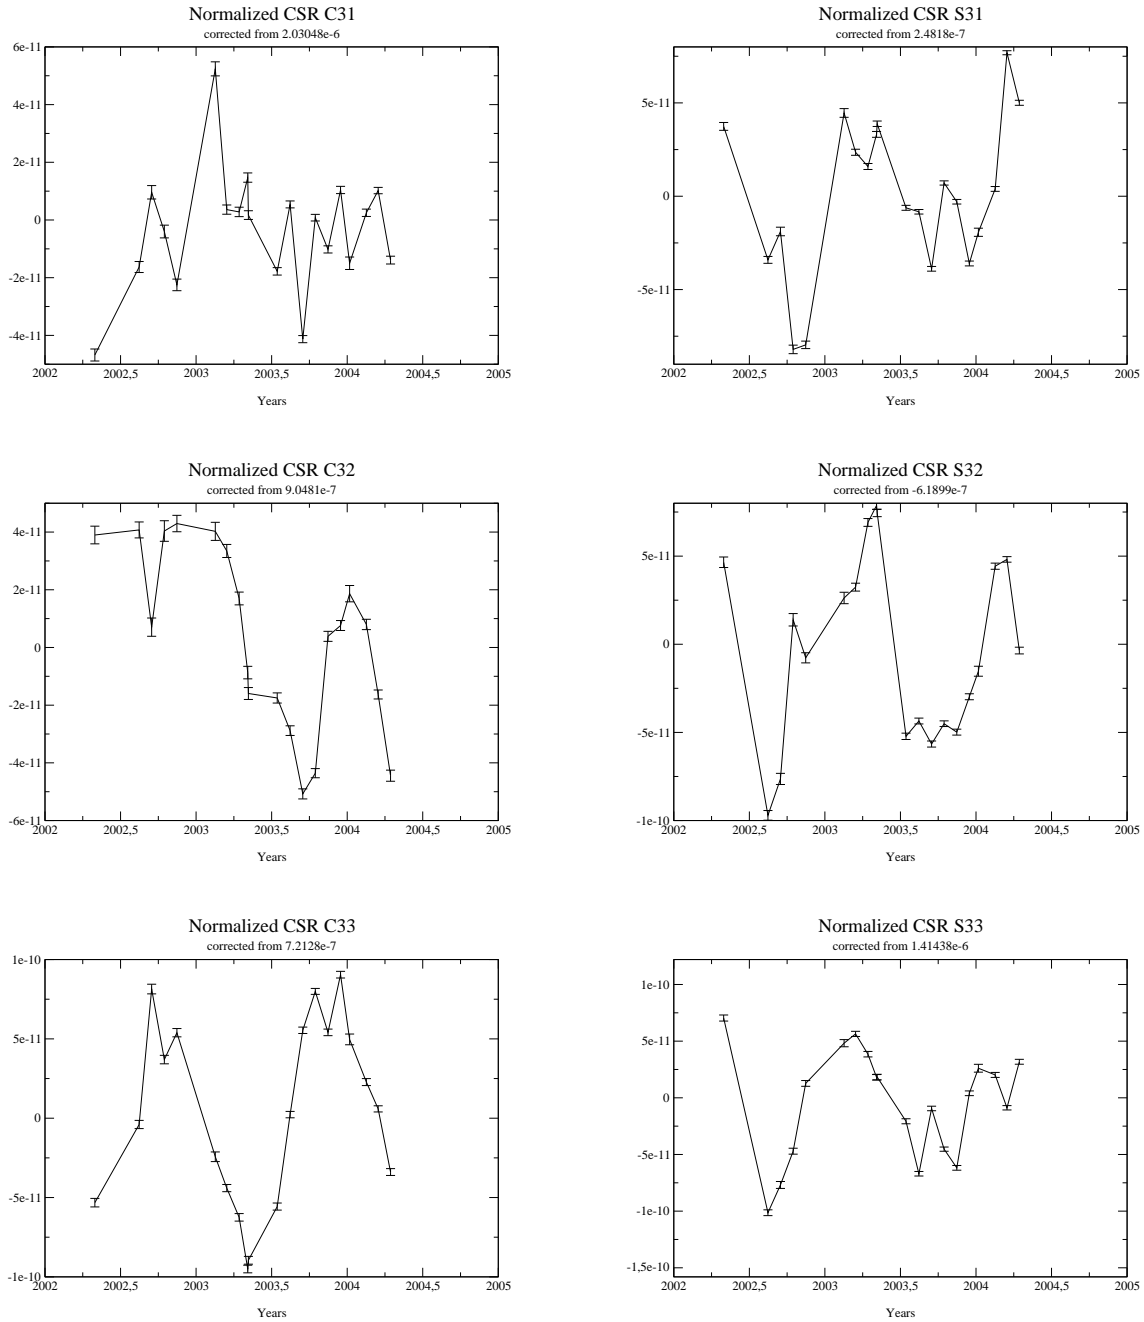 Normalized CSR C31
corrected from 2.03048e-6
6e-11
4e-11
2e-11
0
-2e-11
-4e-11
2002 2002,5 2003 2003,5 2004 2004,5 2005
Years
Normalized CSR S31
corrected from 2.4818e-7
5e-11
0
-5e-11
2002 2002,5 2003 2003,5 2004 2004,5 2005
Years
Normalized CSR C32
corrected from 9.0481e-7
4e-11
2e-11
0
-2e-11
-4e-11
-6e-11
2002 2002,5 2003 2003,5 2004 2004,5 2005
Years
Normalized CSR S32
corrected from -6.1899e-7
5e-11
0
-5e-11
-1e-10
2002 2002,5 2003 2003,5 2004 2004,5 2005
Years
Normalized CSR C33
corrected from 7.2128e-7
1e-10
5e-11
0
-5e-11
-1e-10
2002 2002,5 2003 2003,5 2004 2004,5 2005
Years
Normalized CSR S33
corrected from 1.41438e-6
1e-10
5e-11
0
-5e-11
-1e-10
-1,5e-10
2002 2002,5 2003 2003,5 2004 2004,5 2005
Years